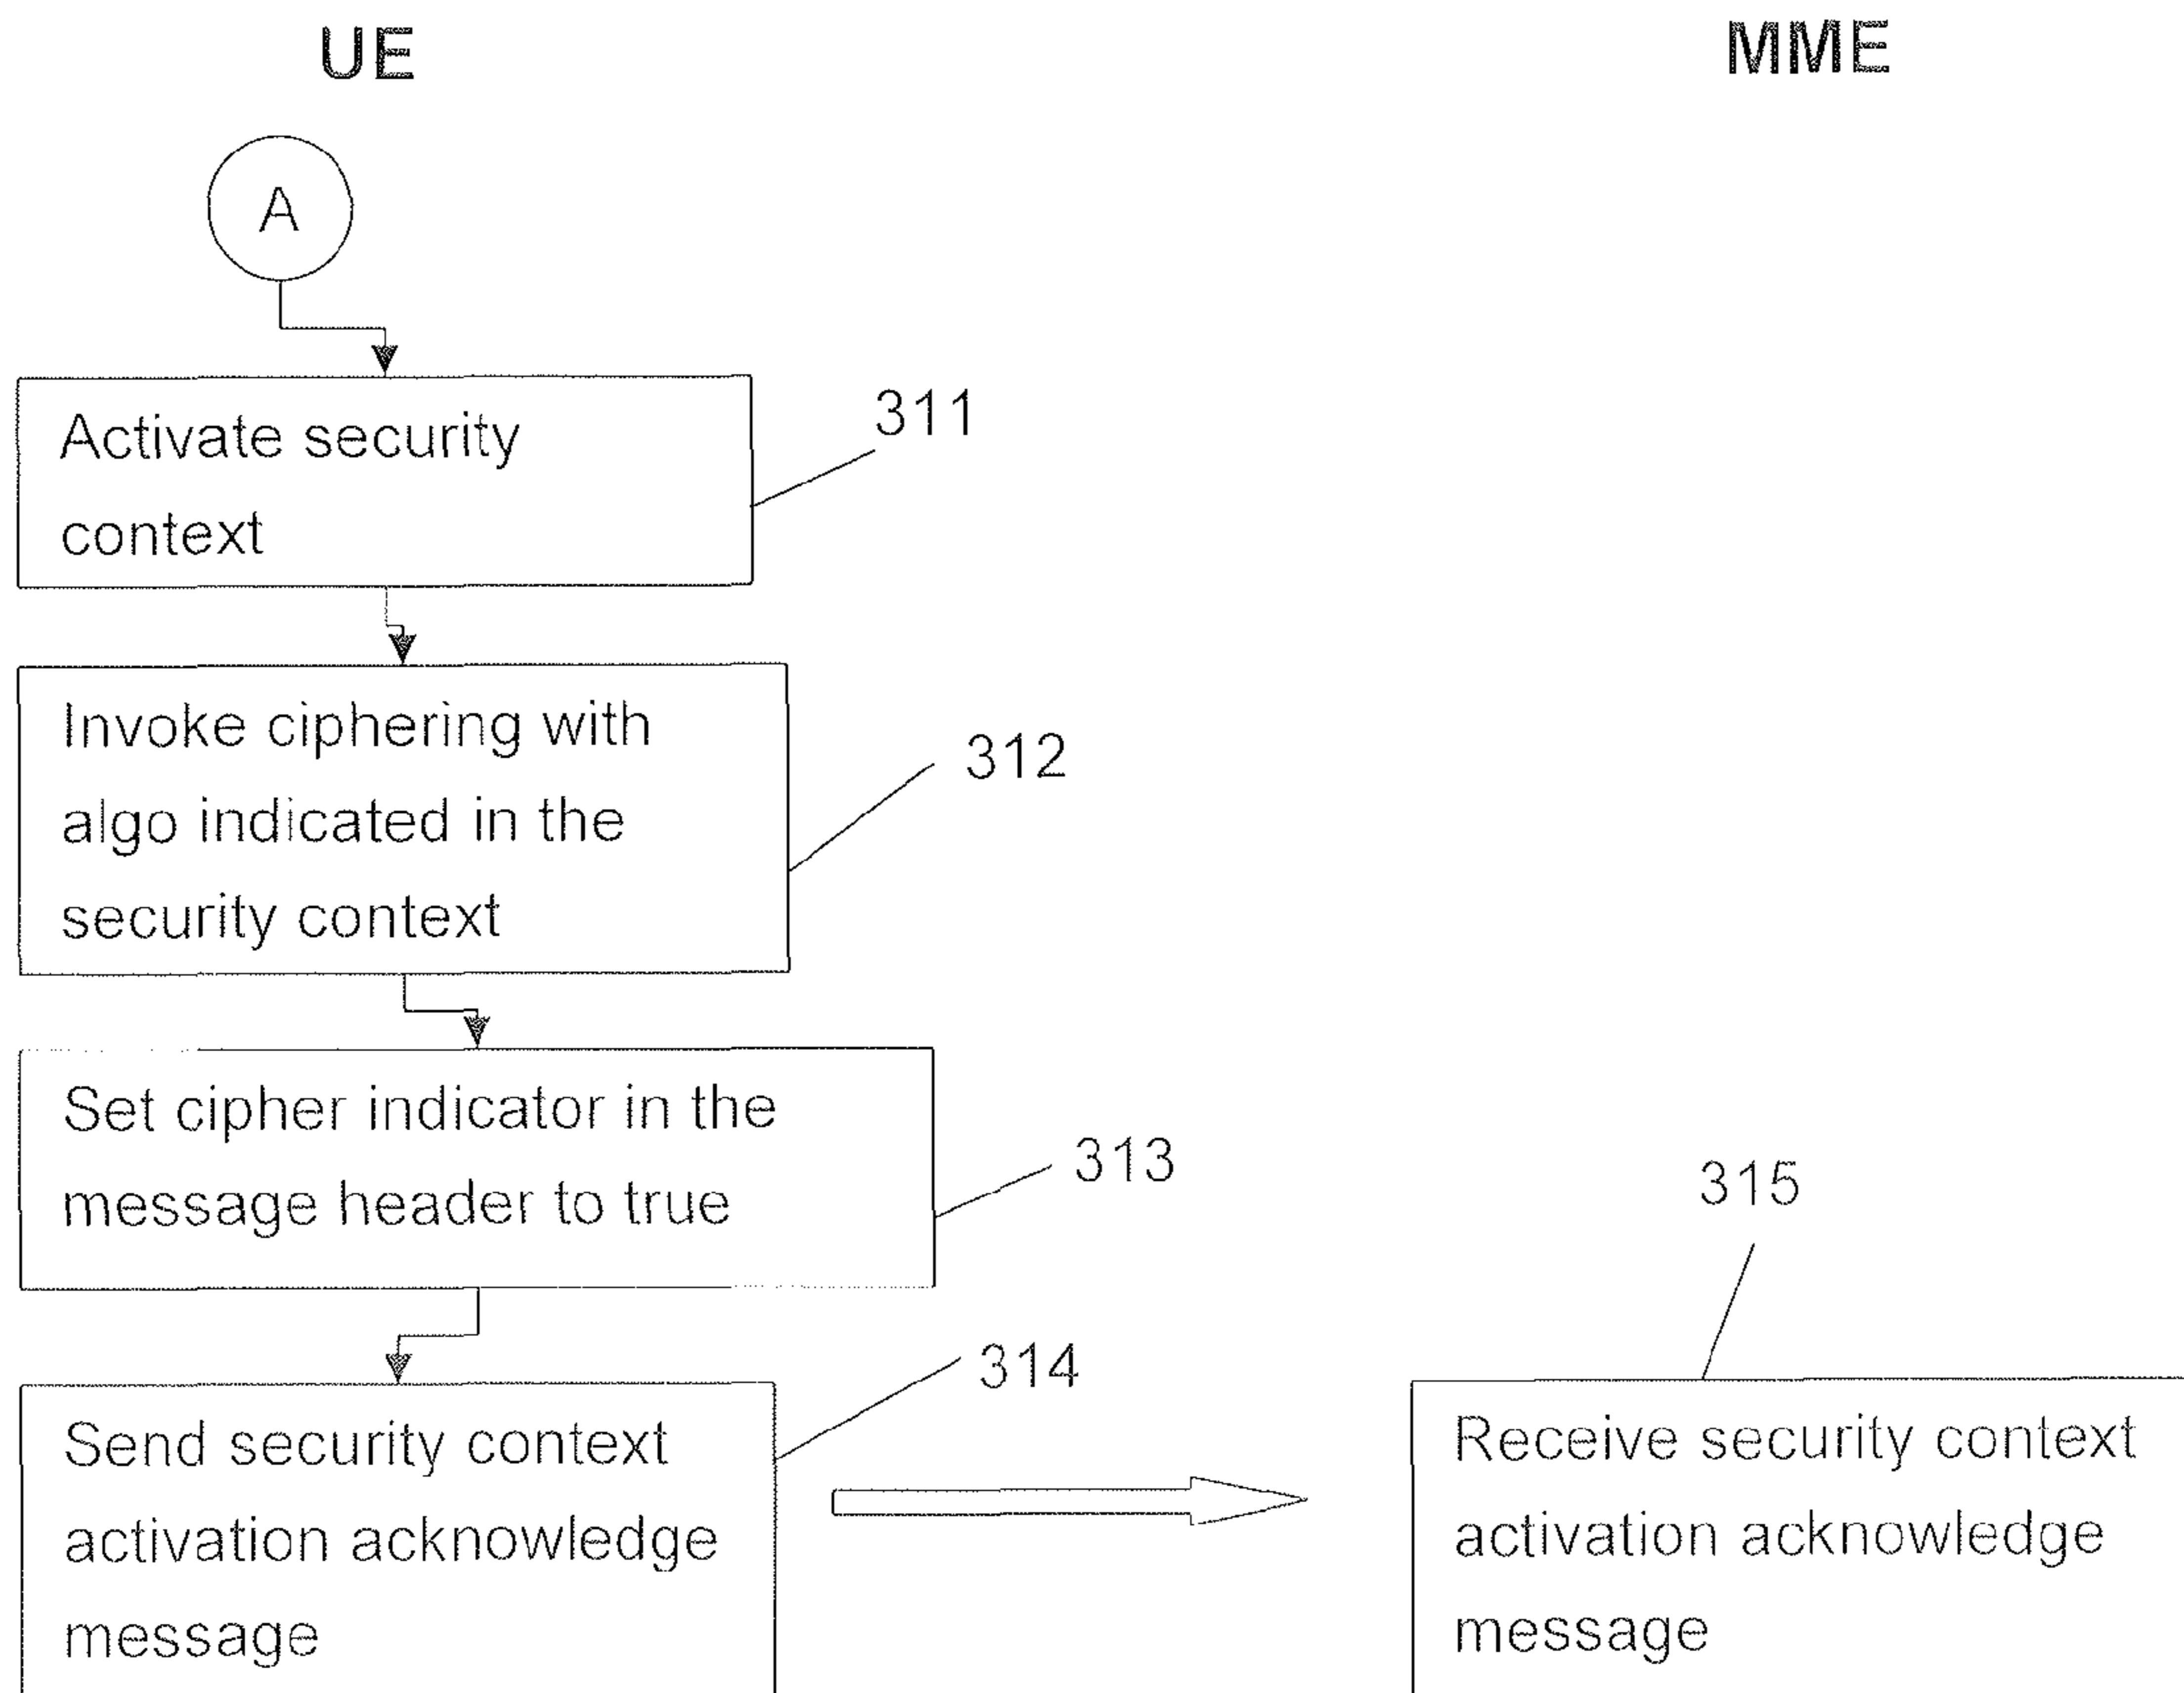 UE
MME
A
Activate security
context
311
Invoke ciphering with
algo indicated in the
security context
312
Set cipher indicator in the
message header to true
313
Send security context
activation acknowledge
message
314
315
Receive security context
activation acknowledge
message